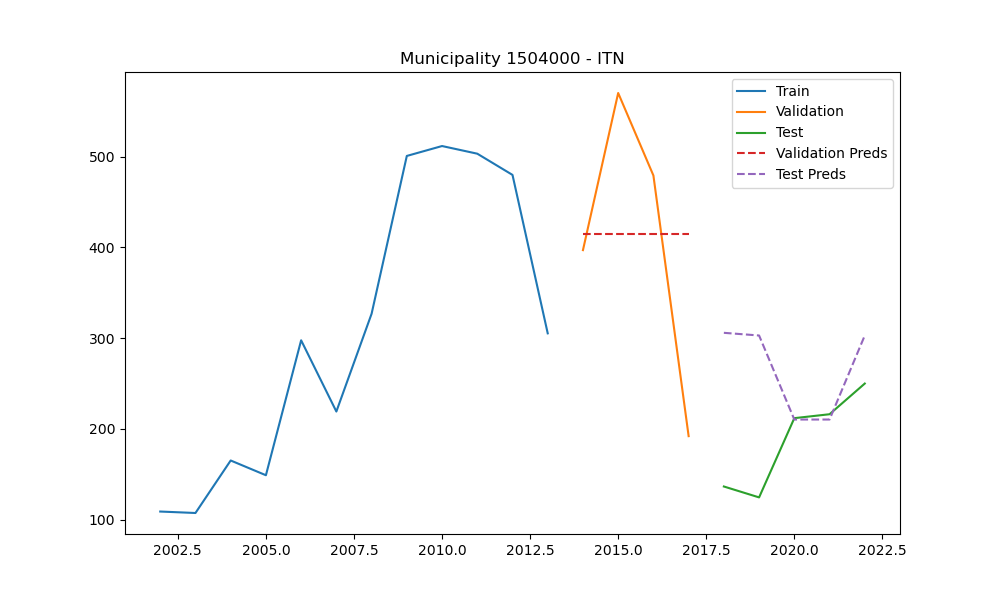 Municipality 1504000 - ITN
Train
Validation
Test
Validation Preds
Test Preds
500
400
300
200
100
2002.5 2005.0 2007.5 2010.0 2012.5 2015.0 2017.5 2020.0 2022.5